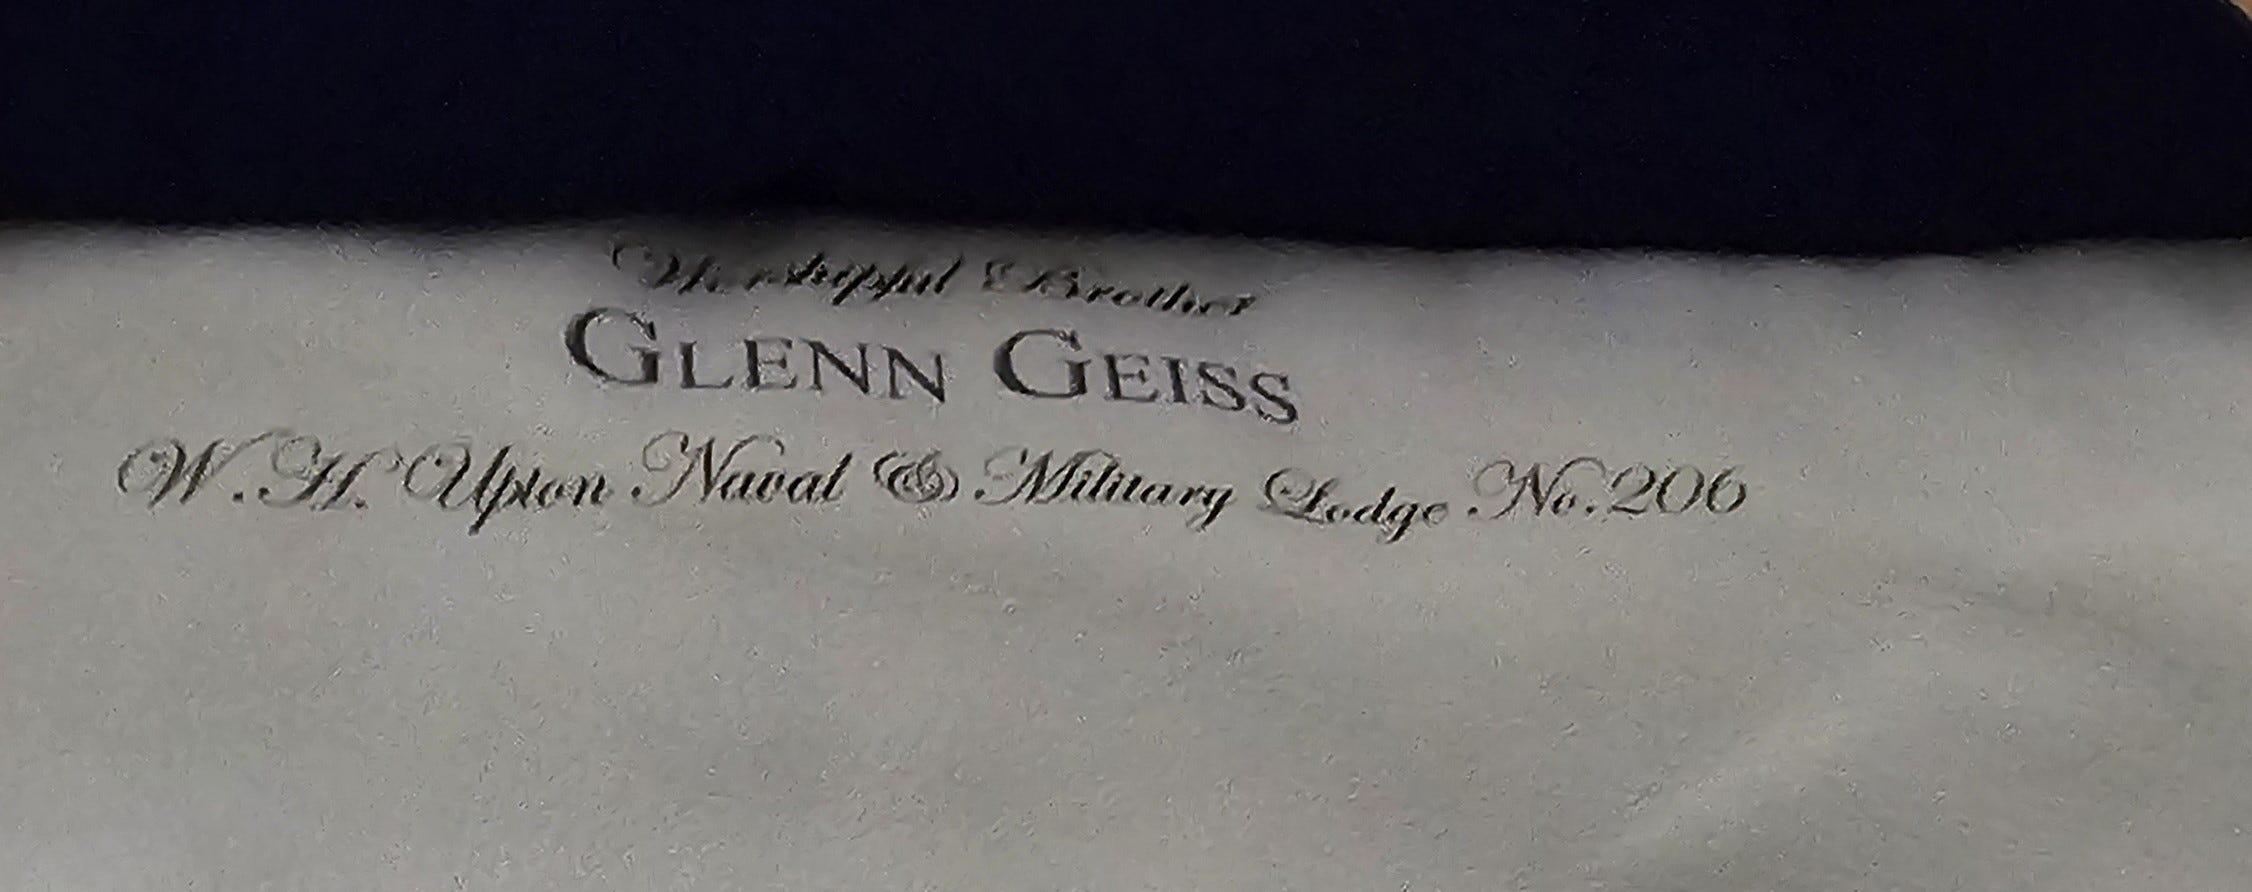 Worshipful Brother
GLENN GEISS
W. H. Upton Naval & Military Lodge No. 206